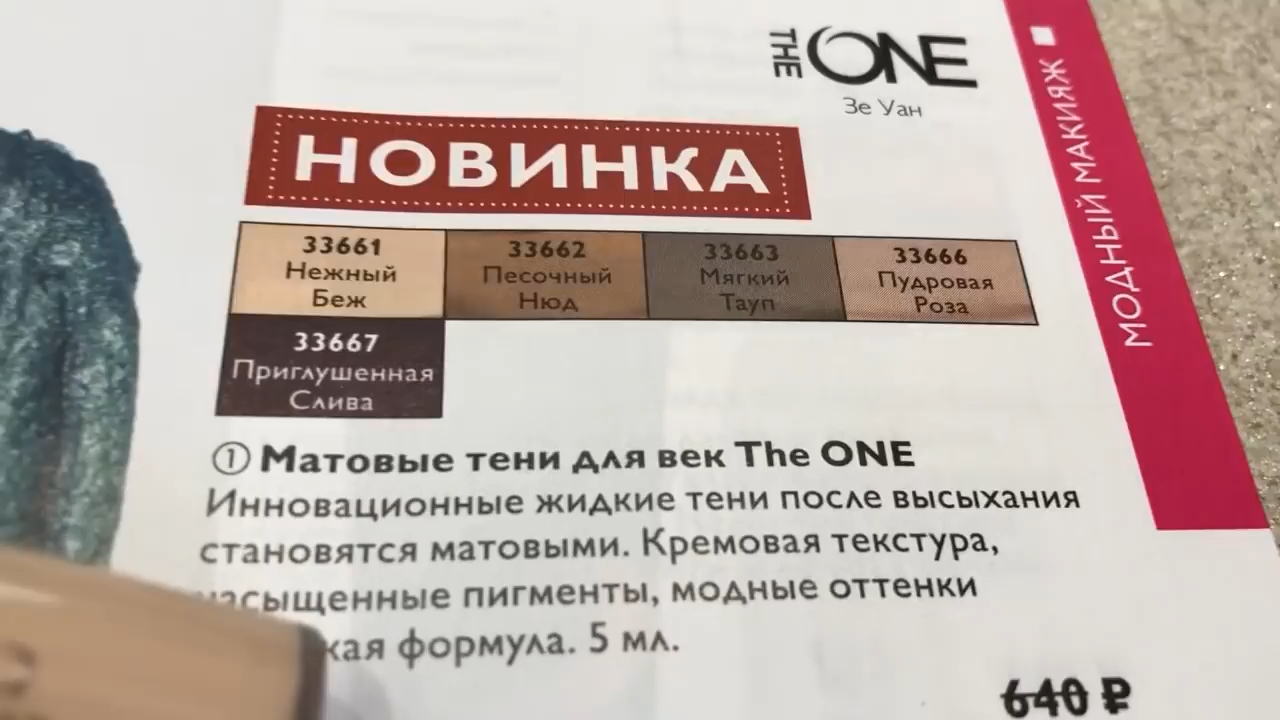 THE ONE
Зе Уан
МОДНЫЙ МАКИЯЖ
НОВИНКА
33661
Нежный
Беж
33662
Песочный
Нюд
33663
Мягкий
Тауп
33666
Пудровая
Роза
33667
Приглушенная
Слива
① Матовые тени для век The ONE
Инновационные жидкие тени после высыхания
становятся матовыми. Кремовая текстура,
насыщенные пигменты, модные оттенки
формула. 5 мл.
640 ₽